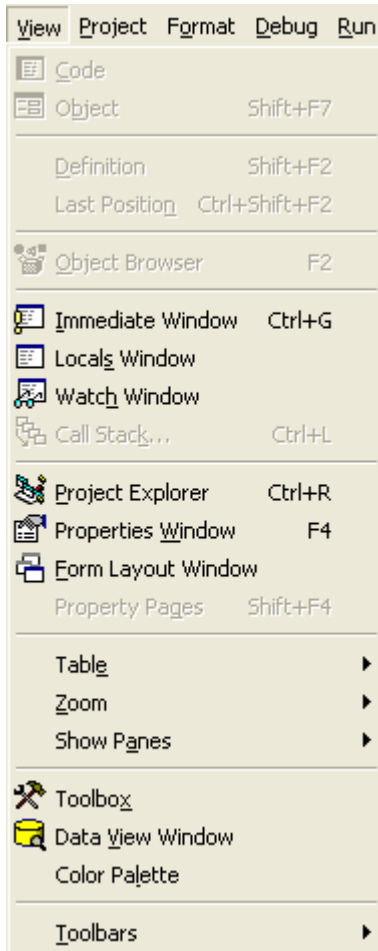 View Project Format Debug Run
Code
Object Shift+F7
Definition Shift+F2
Last Position Ctrl+Shift+F2
Object Browser F2
Immediate Window Ctrl+G
Locals Window
Watch Window
Call Stack... Ctrl+L
Project Explorer Ctrl+R
Properties Window F4
Form Layout Window
Property Pages Shift+F4
Table
Zoom
Show Panes
Toolbox
Data View Window
Color Palette
Toolbars